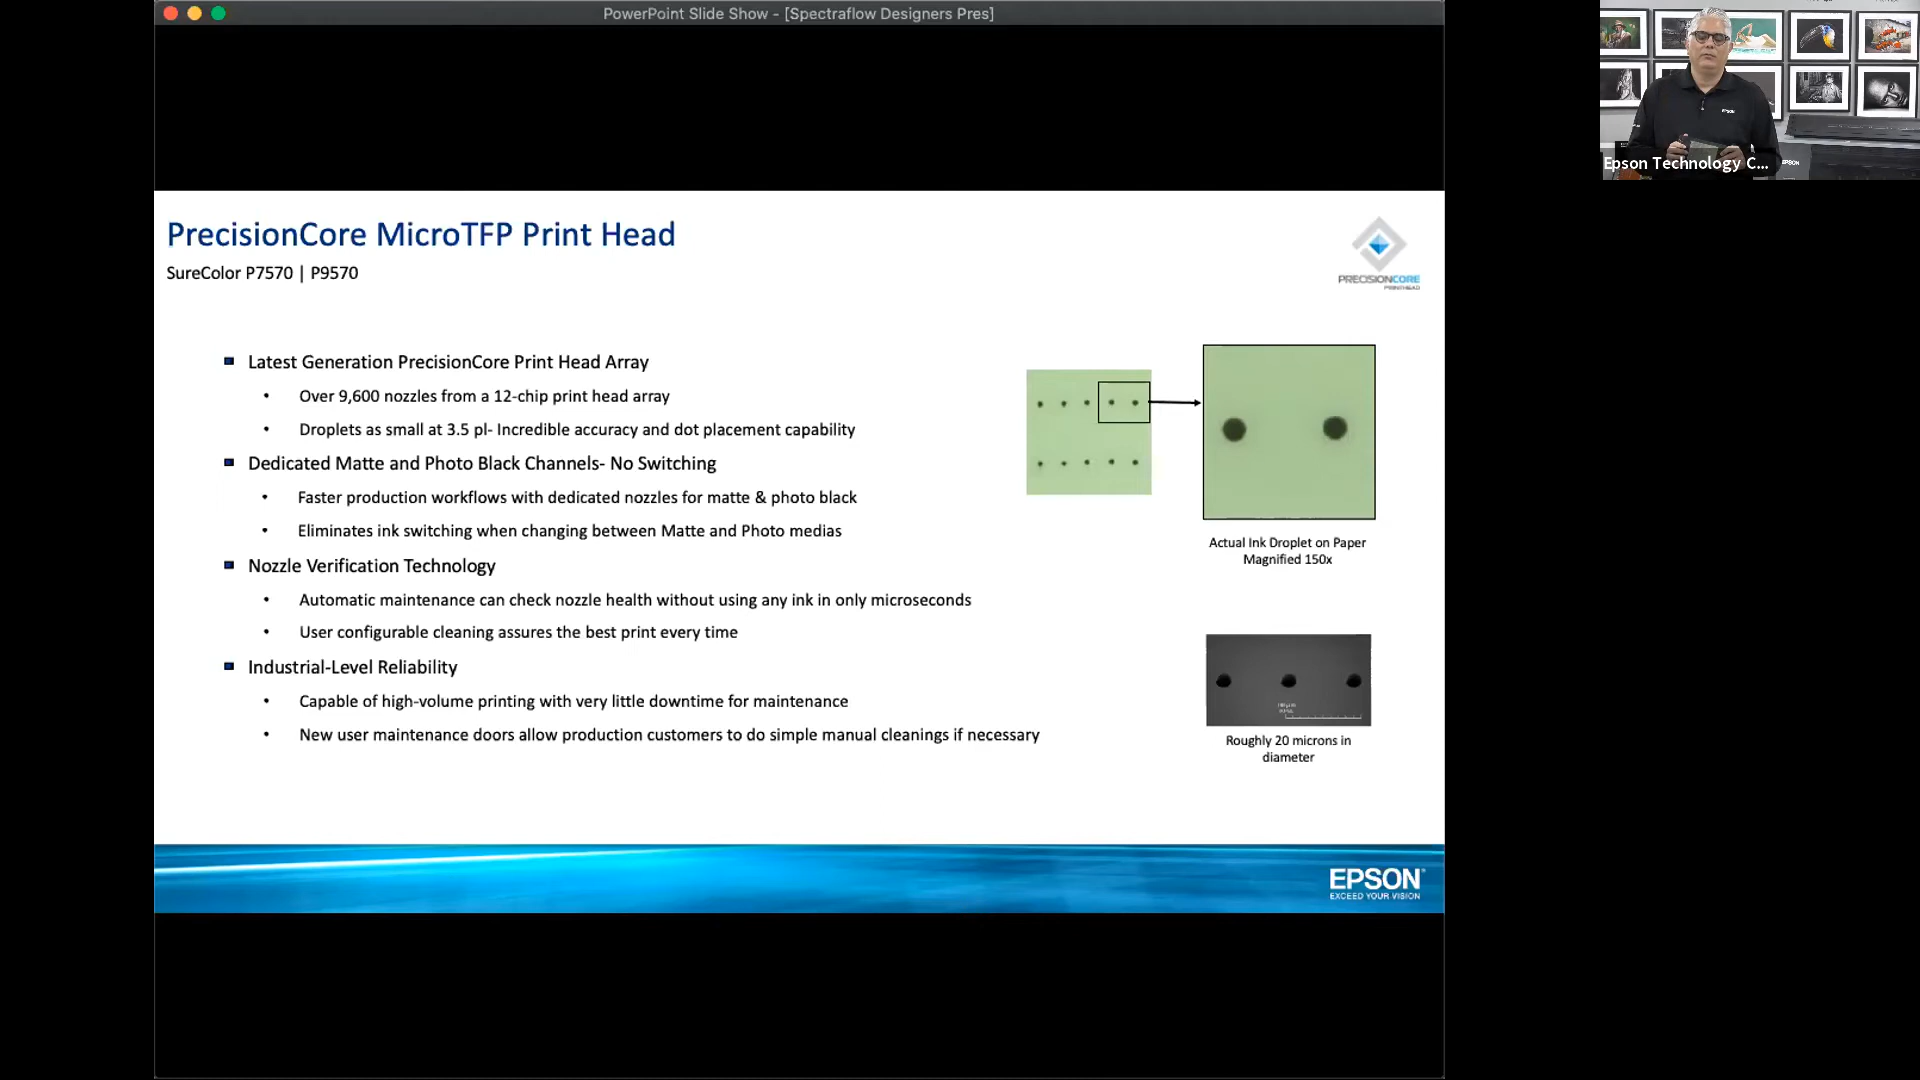 PowerPoint Slide Show - [Spectraflow Designers Pres]
EPSON
EPSON
Epson Technology C...
PrecisionCore MicroTFP Print Head
SureColor P7570 | P9570
PRECISIONCORE
PRINTHEAD
Latest Generation PrecisionCore Print Head Array
• Over 9,600 nozzles from a 12-chip print head array
• Droplets as small at 3.5 pl- Incredible accuracy and dot placement capability
Dedicated Matte and Photo Black Channels- No Switching
• Faster production workflows with dedicated nozzles for matte & photo black
• Eliminates ink switching when changing between Matte and Photo medias
Nozzle Verification Technology
• Automatic maintenance can check nozzle health without using any ink in only microseconds
• User configurable cleaning assures the best print every time
Industrial-Level Reliability
• Capable of high-volume printing with very little downtime for maintenance
• New user maintenance doors allow production customers to do simple manual cleanings if necessary
Actual Ink Droplet on Paper
Magnified 150x
Roughly 20 microns in
diameter
EPSON
EXCEED YOUR VISION